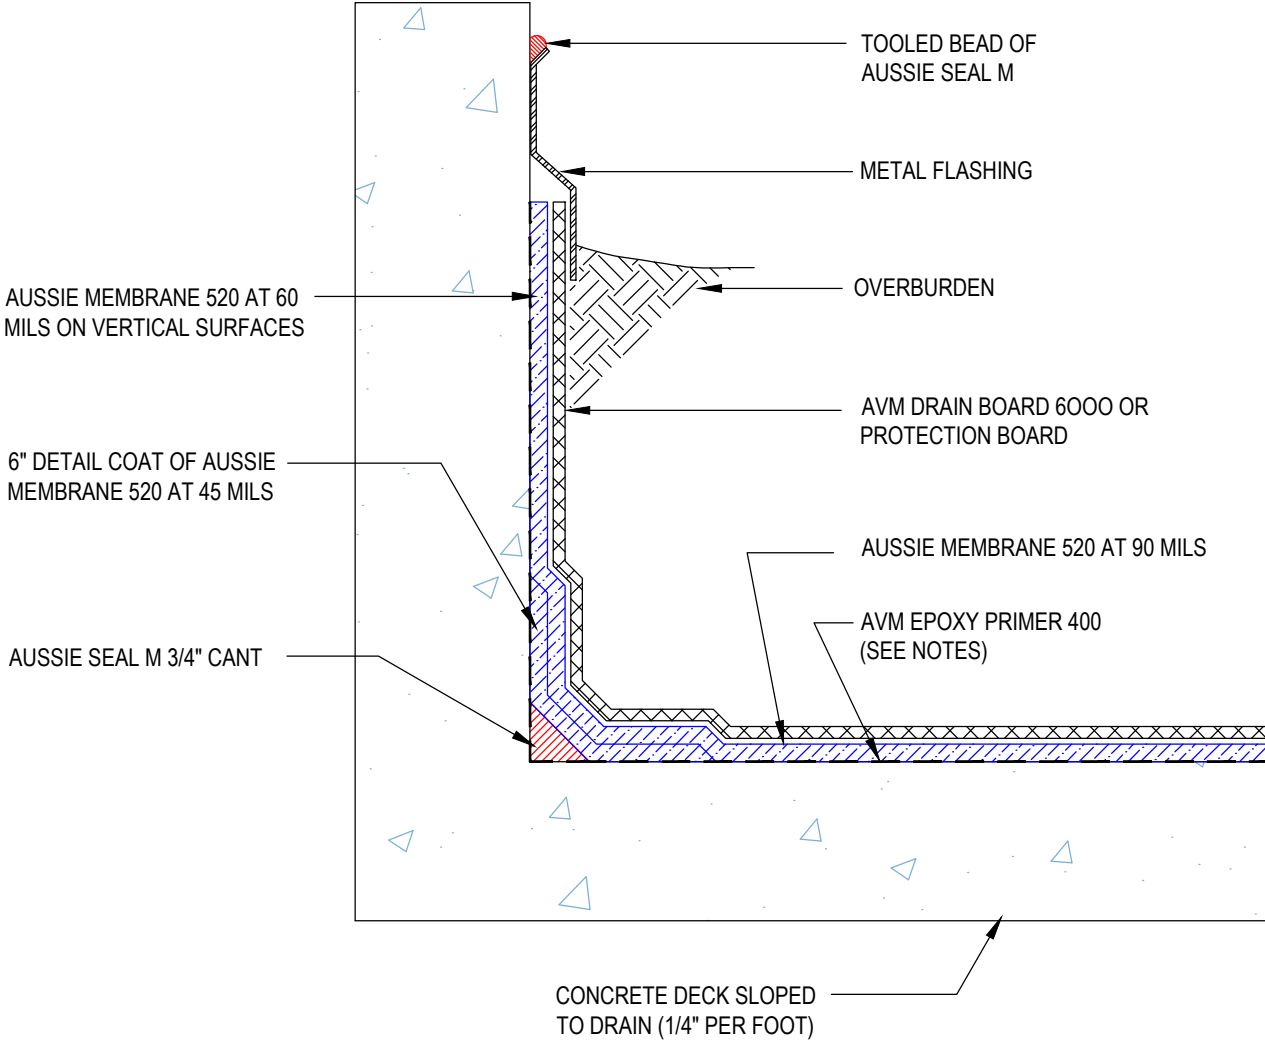 TOOLED BEAD OF
AUSSIE SEAL M
METAL FLASHING
OVERBURDEN
AUSSIE MEMBRANE 520 AT 60
MILS ON VERTICAL SURFACES
AVM DRAIN BOARD 6OOO OR
PROTECTION BOARD
6" DETAIL COAT OF AUSSIE
MEMBRANE 520 AT 45 MILS
AUSSIE MEMBRANE 520 AT 90 MILS
AVM EPOXY PRIMER 400
(SEE NOTES)
AUSSIE SEAL M 3/4" CANT
CONCRETE DECK SLOPED
TO DRAIN (1/4" PER FOOT)